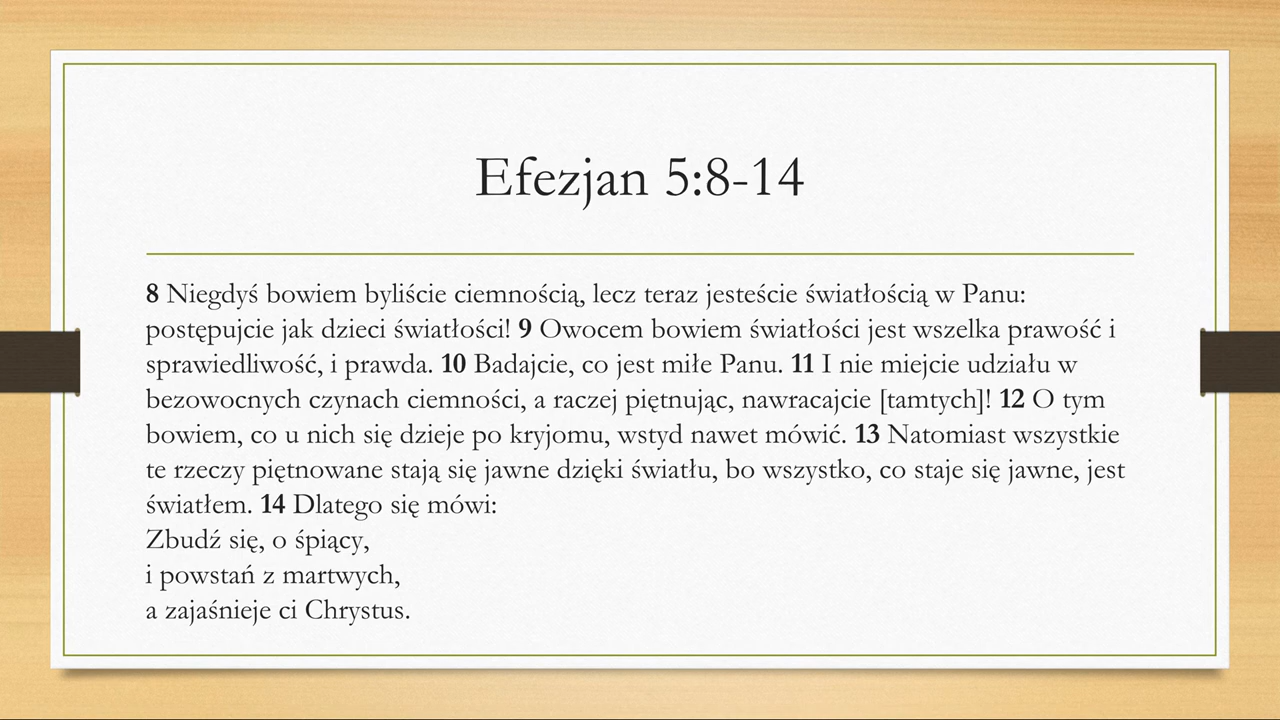 Efezjan 5:8-14
8 Niegdyś bowiem byliście ciemnością, lecz teraz jesteście światłością w Panu:
postępujcie jak dzieci światłości! 9 Owocem bowiem światłości jest wszelka prawość i
sprawiedliwość, i prawda. 10 Badajcie, co jest miłe Panu. 11 I nie miejcie udziału w
bezowocnych czynach ciemności, a raczej piętnując, nawracajcie [tamtych]! 12 O tym
bowiem, co u nich się dzieje po kryjomu, wstyd nawet mówić. 13 Natomiast wszystkie
te rzeczy piętnowane stają się jawne dzięki światłu, bo wszystko, co staje się jawne, jest
światłem. 14 Dlatego się mówi:
Zbudź się, o śpiący,
i powstań z martwych,
a zajaśnieje ci Chrystus.